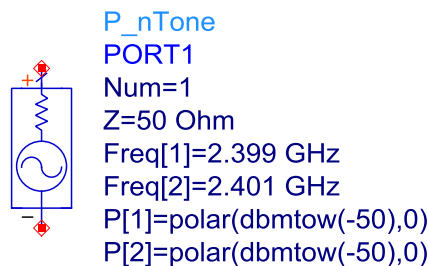 P_nTone
PORT1
Num=1
Z=50 Ohm
Freq[1]=2.399 GHz
Freq[2]=2.401 GHz
P[1]=polar(dbmtow(-50),0)
P[2]=polar(dbmtow(-50),0)